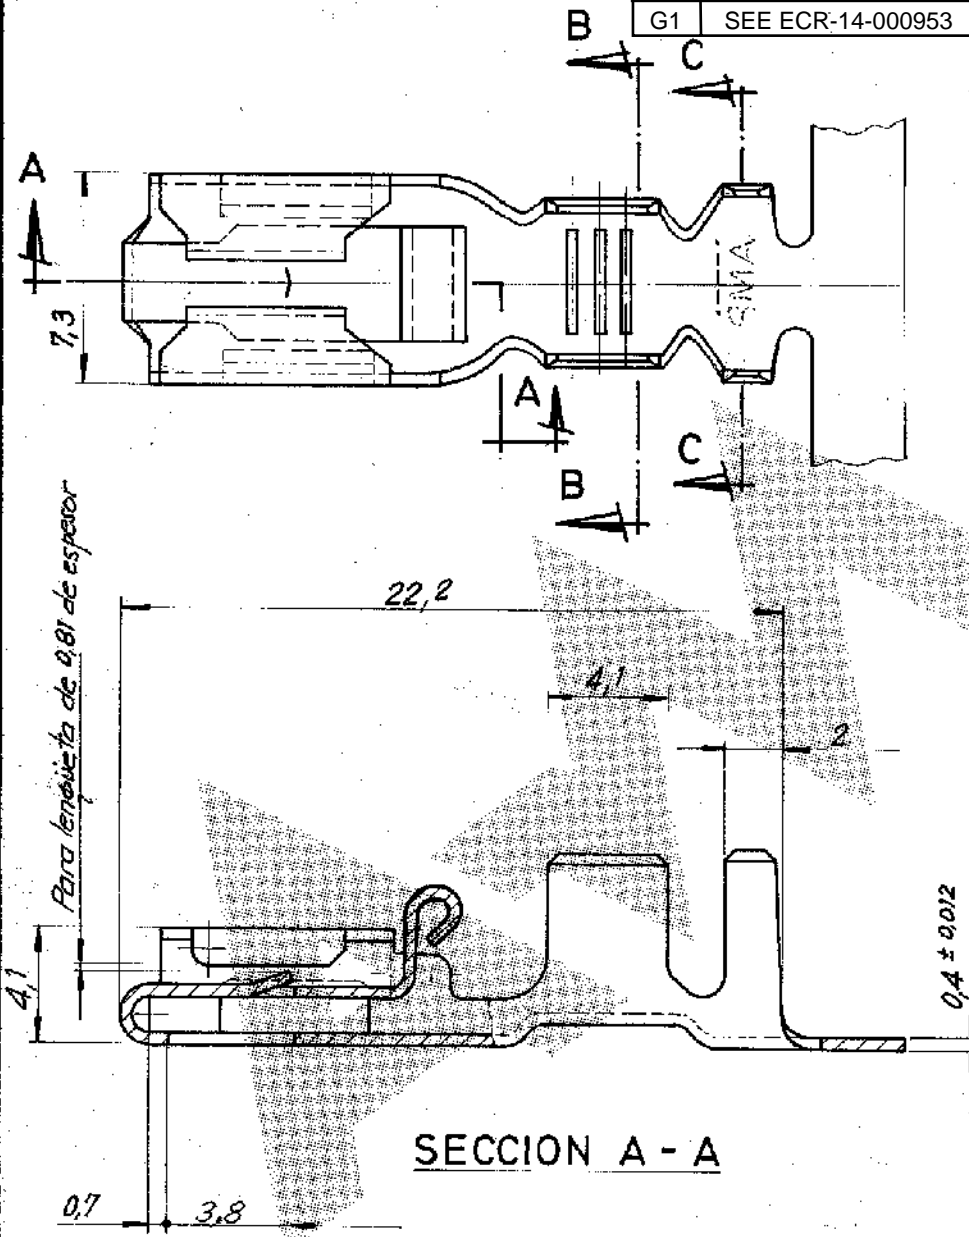 G1 SEE ECR-14-000953
B
C
A
7,3
A
C
B
Para lengüeta de 0,81 de espesor
22,2
4,1
2
4,1
0,4 ± 0,012
SECCION A - A
0,7
3,8